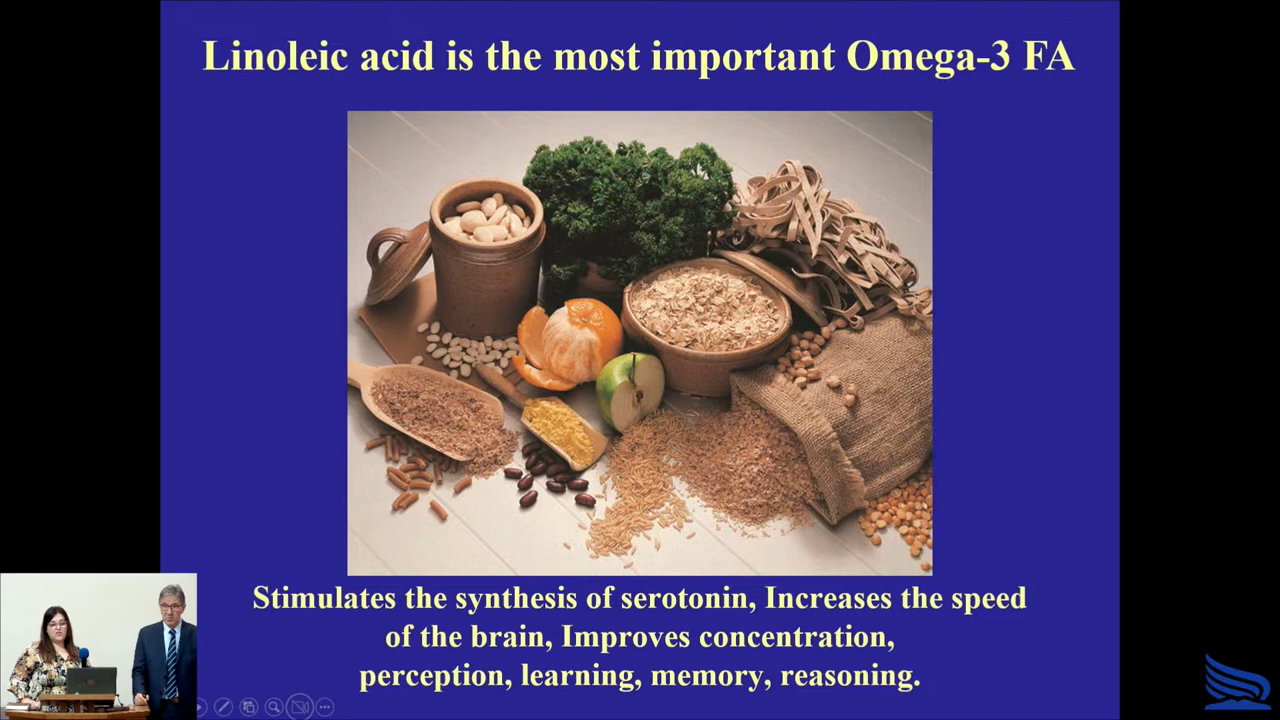 Linoleic acid is the most important Omega-3 FA
Stimulates the synthesis of serotonin, Increases the speed
of the brain, Improves concentration,
perception, learning, memory, reasoning.